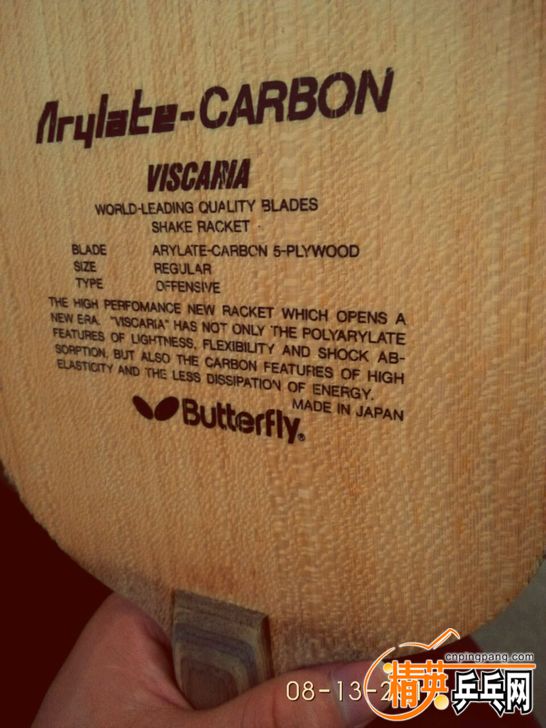 Arylate-CARBON
VISCARIA
WORLD-LEADING QUALITY BLADES
SHAKE RACKET
BLADE ARYLATE-CARBON 5-PLYWOOD
SIZE REGULAR
TYPE OFFENSIVE
THE HIGH PERFOMANCE NEW RACKET WHICH OPENS A
NEW ERA. "VISCARIA" HAS NOT ONLY THE POLYARYLATE
FEATURES OF LIGHTNESS, FLEXIBILITY AND SHOCK AB-
SORPTION, BUT ALSO THE CARBON FEATURES OF HIGH
ELASTICITY AND THE LESS DISSIPATION OF ENERGY.
MADE IN JAPAN
Butterfly®
cnpingpang.com
精英乒乓网
08-13-2